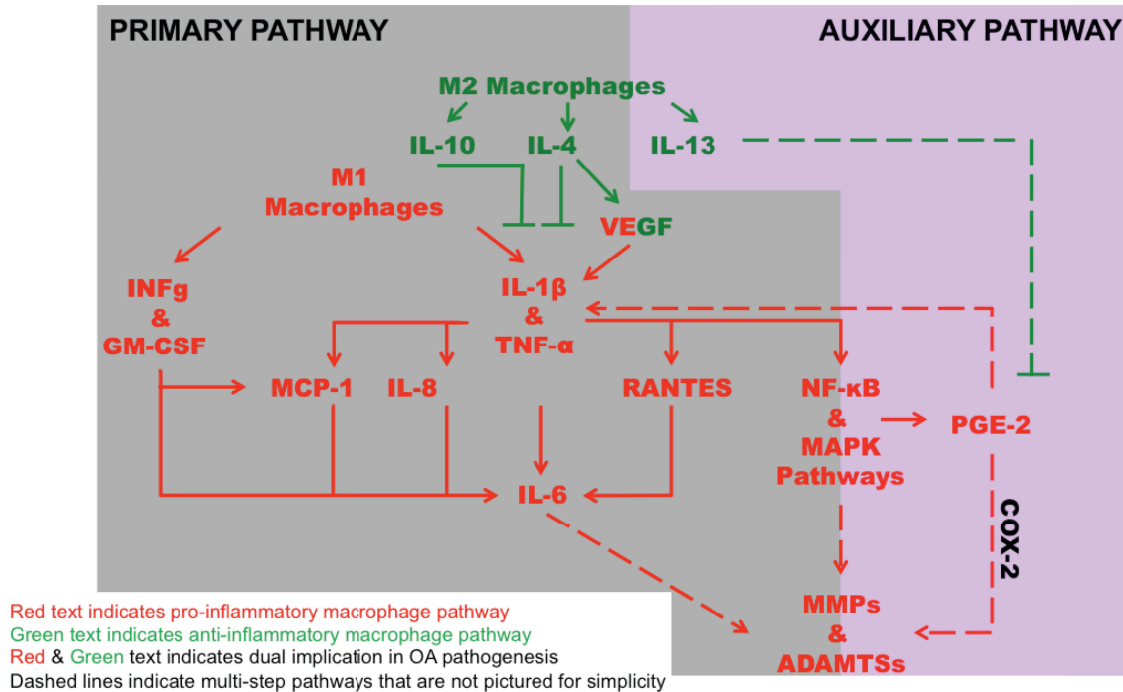 PRIMARY PATHWAY
AUXILIARY PATHWAY
M2 Macrophages
IL-10
IL-4
IL-13
M1
Macrophages
VEGF
INFg
&
GM-CSF
IL-1β
&
TNF-α
MCP-1
IL-8
RANTES
NF-κB
&
MAPK
Pathways
PGE-2
IL-6
COX-2
MMPs
&
ADAMTSs
Red text indicates pro-inflammatory macrophage pathway
Green text indicates anti-inflammatory macrophage pathway
Red & Green text indicates dual implication in OA pathogenesis
Dashed lines indicate multi-step pathways that are not pictured for simplicity